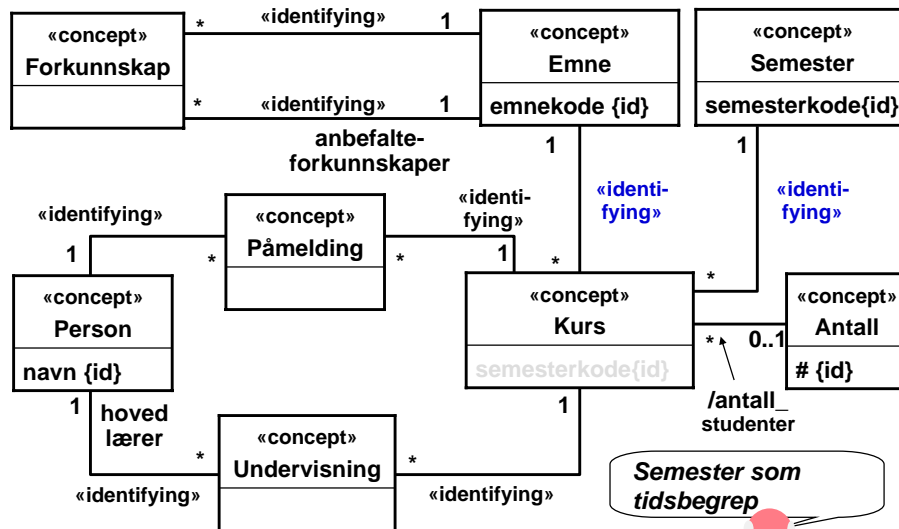 «identifying»
«concept»
Forkunnskap
*
1
«concept»
Emne
emnekode {id}
«concept»
Semester
semesterkode{id}
*
«identifying»
1
anbefalte-
forkunnskaper
1
1
«identi-
fying»
«identi-
fying»
«identifying»
«concept»
Påmelding
«identi-
fying»
1
*
*
1
*
*
«concept»
Person
navn {id}
«concept»
Kurs
semesterkode{id}
*
0..1
«concept»
Antall
# {id}
1
hoved
lærer
1
/antall_
studenter
*
«concept»
Undervisning
*
«identifying»
«identifying»
Semester som
tidsbegrep